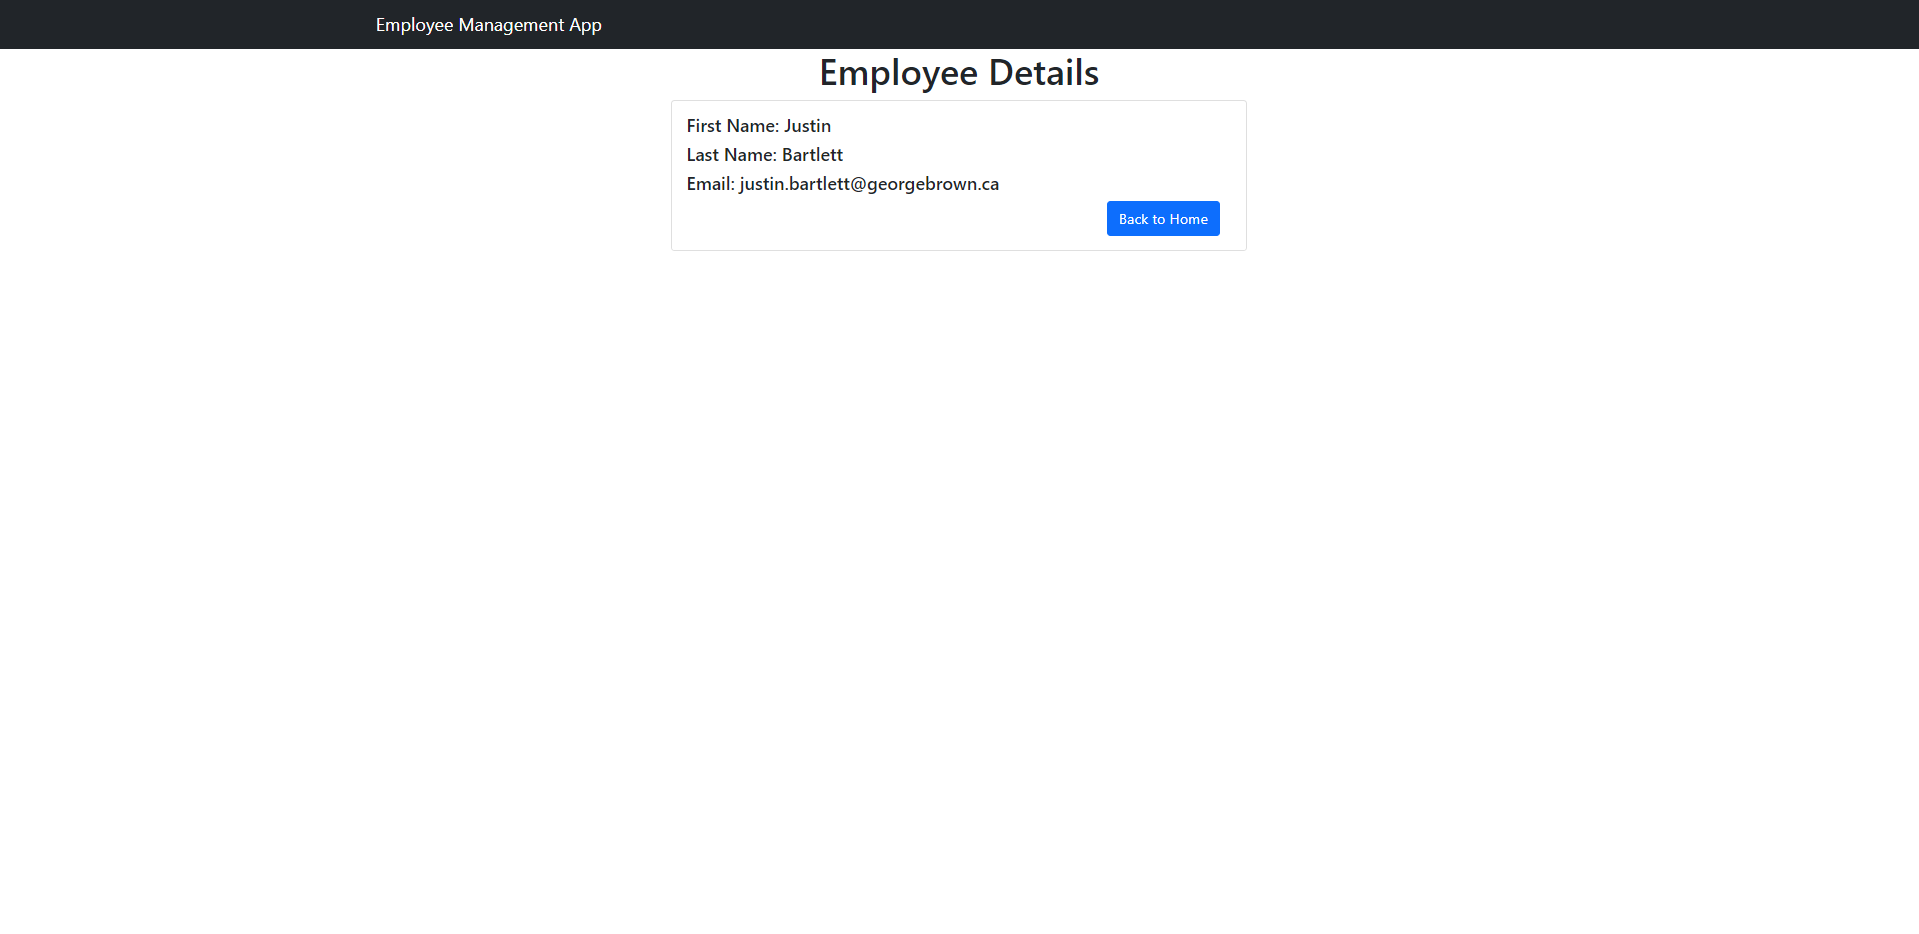 Employee Management App
Employee Details
First Name: Justin
Last Name: Bartlett
Email: justin.bartlett@georgebrown.ca
Back to Home